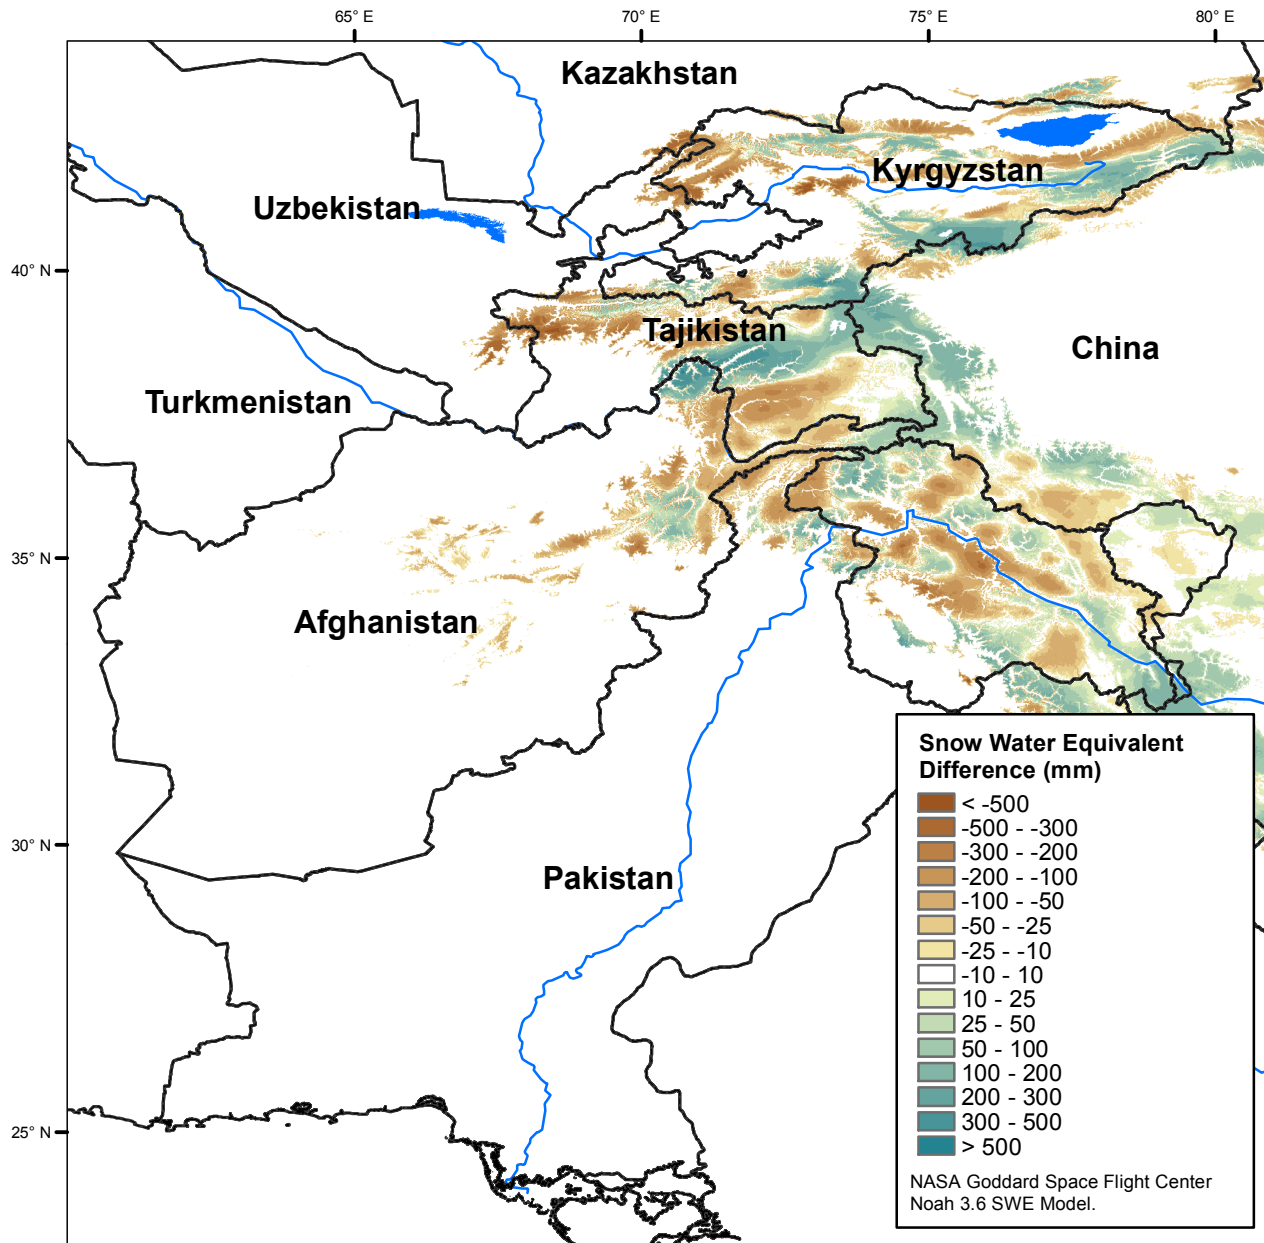 65° E
70° E
75° E
80° E
Kazakhstan
Kyrgyzstan
Uzbekistan
40° N
Tajikistan
China
Turkmenistan
35° N
Afghanistan
30° N
Pakistan
25° N
Snow Water Equivalent
Difference (mm)
< -500
-500 - -300
-300 - -200
-200 - -100
-100 - -50
-50 - -25
-25 - -10
-10 - 10
10 - 25
25 - 50
50 - 100
100 - 200
200 - 300
300 - 500
> 500
NASA Goddard Space Flight Center
Noah 3.6 SWE Model.